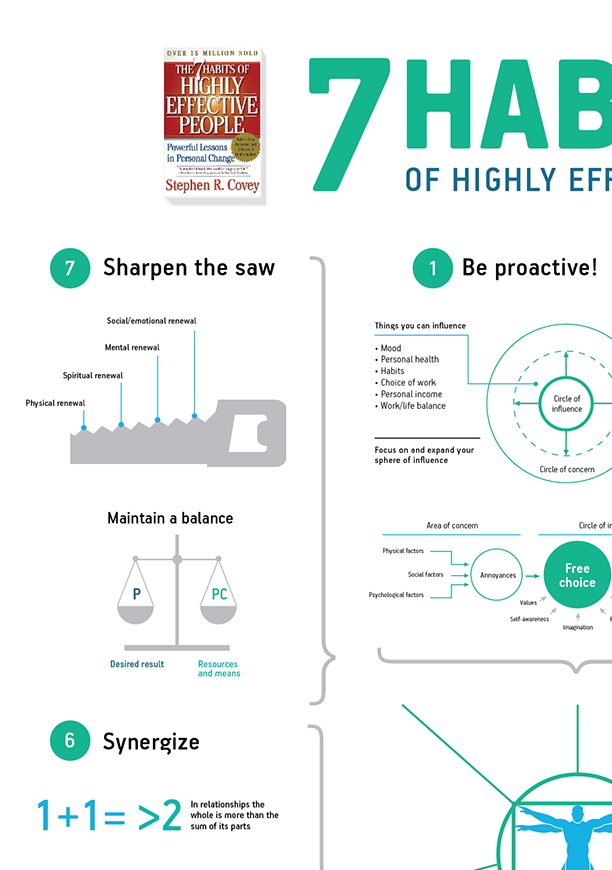 OVER 15 MILLION SOLD
THE 7 HABITS OF
HIGHLY
EFFECTIVE
PEOPLE
Powerful Lessons
in Personal Change
Stephen R. Covey
7 HAB
OF HIGHLY EFF
7 Sharpen the saw
Social/emotional renewal
Mental renewal
Spiritual renewal
Physical renewal
Maintain a balance
P
PC
Desired result
Resources
and means
6 Synergize
1+1= >2
In relationships the
whole is more than the
sum of its parts
1 Be proactive!
Things you can influence
• Mood
• Personal health
• Habits
• Choice of work
• Personal income
• Work/life balance
Focus on and expand your
sphere of influence
Circle of
influence
Circle of concern
Area of concern
Circle of in
Physical factors
Social factors
Psychological factors
Annoyances
Free
choice
Values
Self-awareness
Imagination